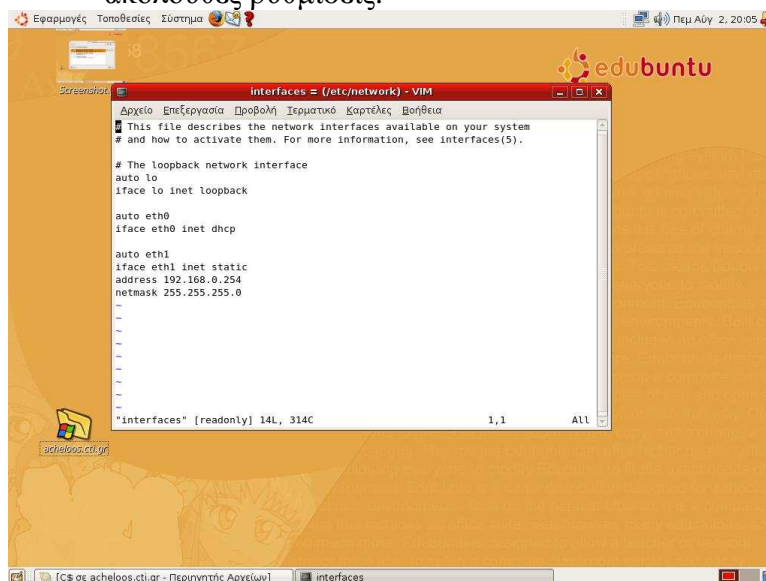 ακόλουθες ρυθμίσεις:
Εφαρμογές Τοποθεσίες Σύστημα Πεμ Αύγ 2, 20:05
edubuntu
Screenshot.
interfaces = (/etc/network) - VIM
Αρχείο Επεξεργασία Προβολή Τερματικό Καρτέλες Βοήθεια
# This file describes the network interfaces available on your system
# and how to activate them. For more information, see interfaces(5).
# The loopback network interface
auto lo
iface lo inet loopback
auto eth0
iface eth0 inet dhcp
auto eth1
iface eth1 inet static
address 192.168.0.254
netmask 255.255.255.0
~
~
~
~
~
~
~
~
~
"interfaces" [readonly] 14L, 314C 1,1 All
acheloos.cti.gr
[C$ σε acheloos.cti.gr - Περιηγητής Αρχείων] interfaces